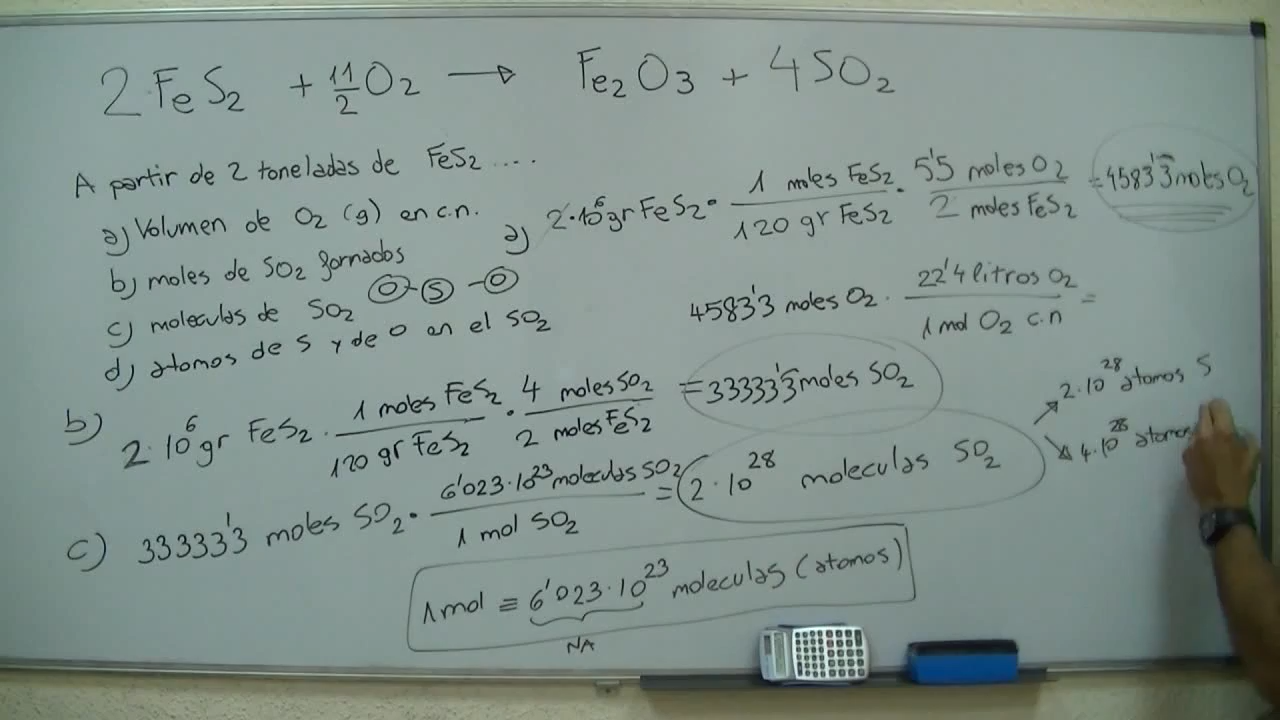 2 FeS2 + 11/2 O2 → Fe2O3 + 4SO2
A partir de 2 toneladas de FeS2 ....
a) Volumen de O2 (g) en c.n.
b) moles de SO2 formados
c) moleculas de SO2 O-S-O
d) atomos de S y de O en el SO2
a) 2·10^6 gr FeS2 · 1 moles FeS2 / 120 gr FeS2 · 5'5 moles O2 / 2 moles FeS2 = 45833'3 moles O2
45833'3 moles O2 · 22'4 litros O2 / 1 mol O2 c.n =
b) 2·10^6 gr FeS2 · 1 moles FeS2 / 120 gr FeS2 · 4 moles SO2 / 2 moles FeS2 = 33333'3 moles SO2
c) 33333'3 moles SO2 · 6'023·10^23 moleculas SO2 / 1 mol SO2 = 2·10^28 moleculas SO2
2·10^28 atomos S
4·10^28 atomos
1 mol ≡ 6'023·10^23 moleculas (atomos)
NA